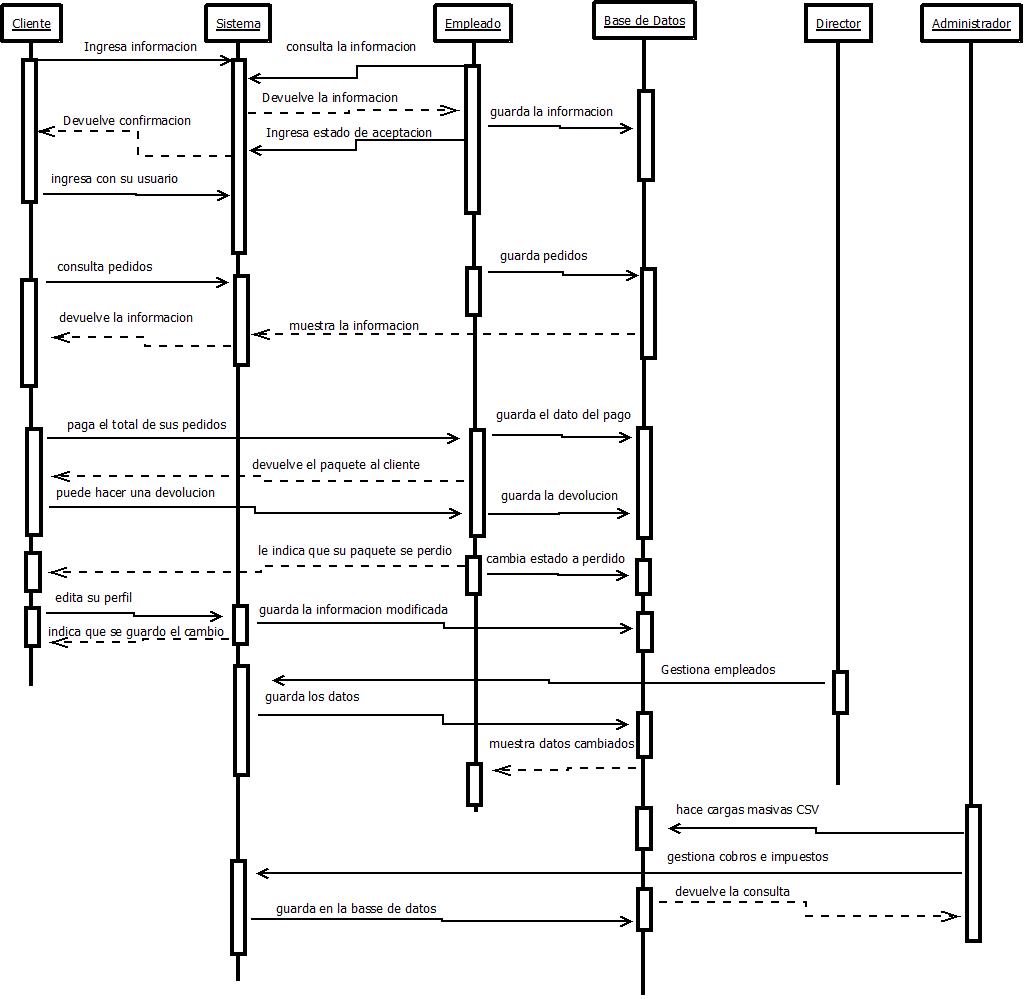 Cliente
Sistema
Empleado
Base de Datos
Director
Administrador
Ingresa informacion
consulta la informacion
Devuelve la informacion
guarda la informacion
Devuelve confirmacion
Ingresa estado de aceptacion
ingresa con su usuario
guarda pedidos
consulta pedidos
devuelve la informacion
muestra la informacion
guarda el dato del pago
paga el total de sus pedidos
devuelve el paquete al cliente
puede hacer una devolucion
guarda la devolucion
le indica que su paquete se perdio
cambia estado a perdido
edita su perfil
guarda la informacion modificada
indica que se guardo el cambio
Gestiona empleados
guarda los datos
muestra datos cambiados
hace cargas masivas CSV
gestiona cobros e impuestos
devuelve la consulta
guarda en la basse de datos